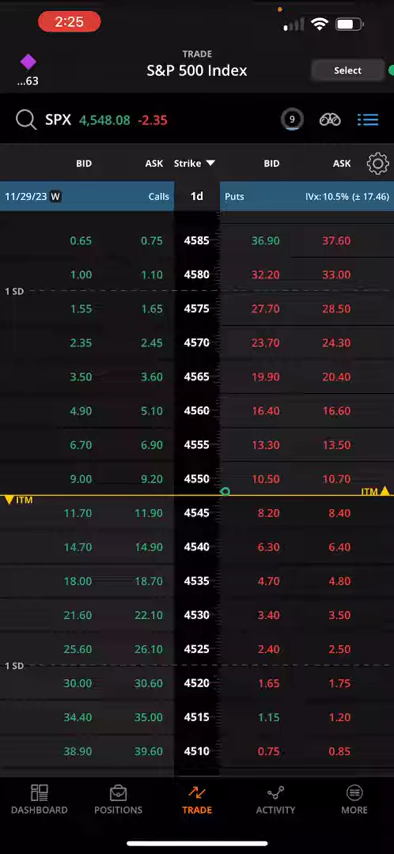 2:25
TRADE
...63
S&P 500 Index
Select
SPX 4,548.08 -2.35
9
BID ASK Strike BID ASK
11/29/23 W Calls 1d Puts IVx: 10.5% (± 17.46)
0.65 0.75 4585 36.90 37.60
1.00 1.10 4580 32.20 33.00
1 SD
1.55 1.65 4575 27.70 28.50
2.35 2.45 4570 23.70 24.30
3.50 3.60 4565 19.90 20.40
4.90 5.10 4560 16.40 16.60
6.70 6.90 4555 13.30 13.50
9.00 9.20 4550 10.50 10.70
ITM ITM
11.70 11.90 4545 8.20 8.40
14.70 14.90 4540 6.30 6.40
18.00 18.70 4535 4.70 4.80
21.60 22.10 4530 3.40 3.50
25.60 26.10 4525 2.40 2.50
1 SD
30.00 30.60 4520 1.65 1.75
34.40 35.00 4515 1.15 1.20
38.90 39.60 4510 0.75 0.85
DASHBOARD POSITIONS TRADE ACTIVITY MORE